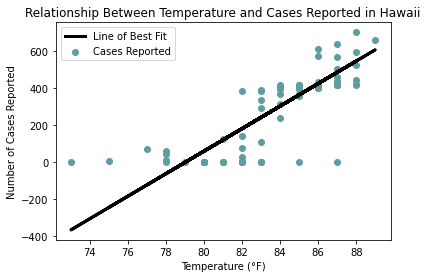 Relationship Between Temperature and Cases Reported in Hawaii
Line of Best Fit
Cases Reported
Number of Cases Reported
600
400
200
0
−200
−400
74
76
78
80
82
84
86
88
Temperature (°F)